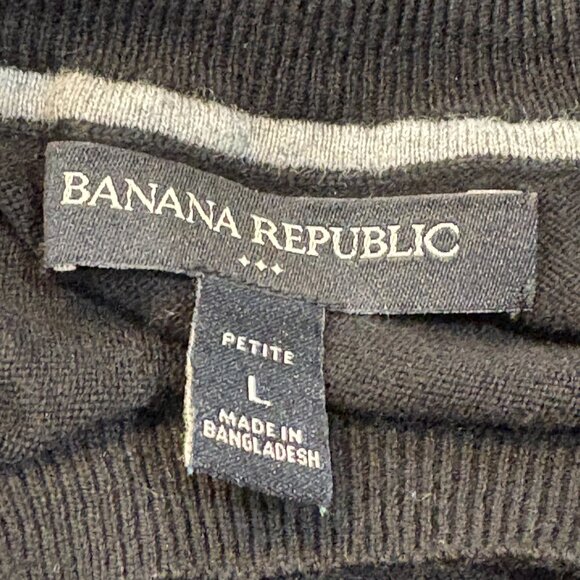 BANANA REPUBLIC
PETITE
L
MADE IN
BANGLADESH